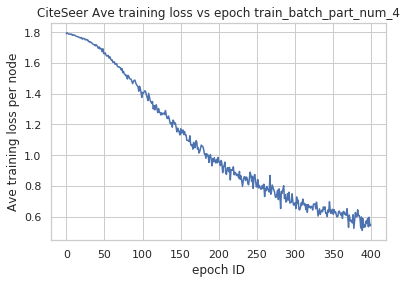 CiteSeer Ave training loss vs epoch train_batch_part_num_4
1.8
1.6
1.4
1.2
1.0
0.8
0.6
Ave training loss per node
0 50 100 150 200 250 300 350 400
epoch ID